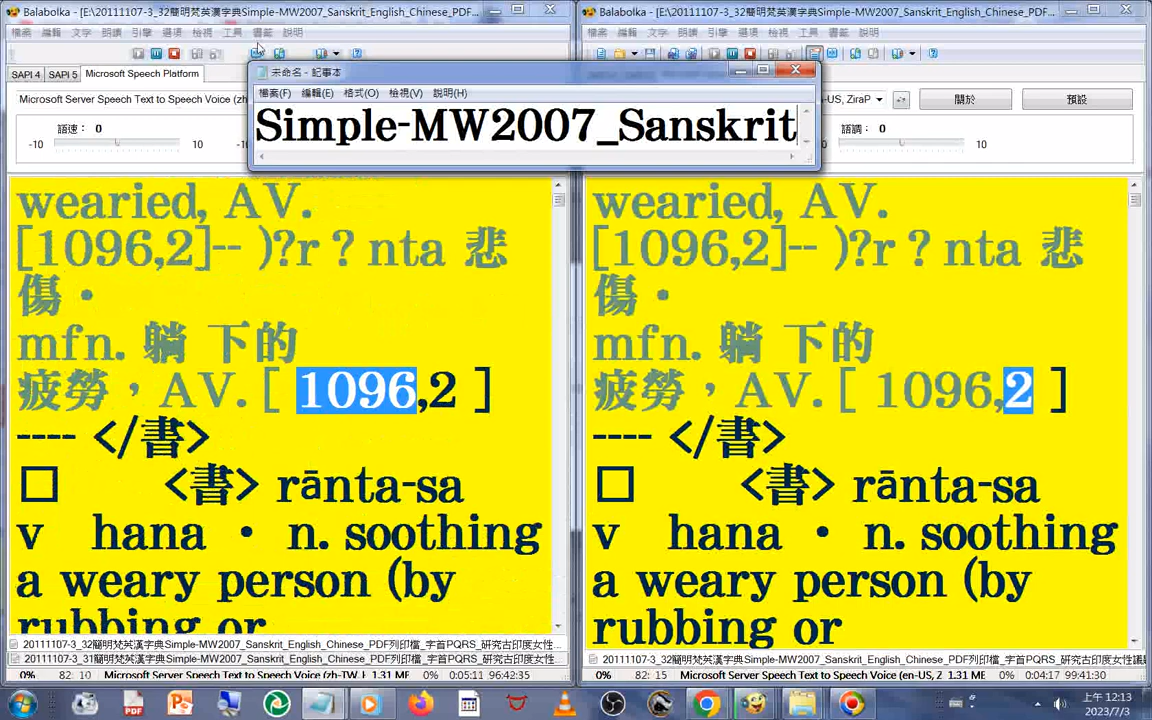 Balabolka - [E:\20111107-3_32簡明梵英漢字典Simple-MW2007_Sanskrit_English_Chinese_PDF...
檔案 編輯 文字 朗讀 引擎 選項 檢視 工具 書籤 說明
SAPI 4 SAPI 5 Microsoft Speech Platform
Microsoft Server Speech Text to Speech Voice (zh
語速： 0
-10 10 -10
wearied, AV.
[1096,2]-- )?r ? nta 悲
傷・
mfn. 躺 下的
疲勞，AV. [ 1096,2 ]
---- </書>
□ <書> rānta-sa
v hana ・ n. soothing
a weary person (by
rubbing or
20111107-3_32簡明梵英漢字典Simple-MW2007_Sanskrit_English_Chinese_PDF列印檔_字首PQRS_研究古印度女性...
20111107-3_31簡明梵英漢字典Simple-MW2007_Sanskrit_English_Chinese_PDF列印檔_字首PQRS_研究古印度女性...
0% 82: 10 Microsoft Server Speech Text to Speech Voice (zh-TW, 1.31 ME 0% 0:05:11 96:42:35
未命名 - 記事本
檔案(F) 編輯(E) 格式(O) 檢視(V) 說明(H)
Simple-MW2007_Sanskrit
Balabolka - [E:\20111107-3_32簡明梵英漢字典Simple-MW2007_Sanskrit_English_Chinese_PDF...
檔案 編輯 文字 朗讀 引擎 選項 檢視 工具 書籤 說明
-US, ZiraP 關於 預設
語調： 0
10
wearied, AV.
[1096,2]-- )?r ? nta 悲
傷・
mfn. 躺 下的
疲勞，AV. [ 1096,2 ]
---- </書>
□ <書> rānta-sa
v hana ・ n. soothing
a weary person (by
rubbing or
20111107-3_32簡明梵英漢字典Simple-MW2007_Sanskrit_English_Chinese_PDF列印檔_字首PQRS_研究古印度女性議
0% 82: 15 Microsoft Server Speech Text to Speech Voice (en-US, Z 1.31 ME 0% 0:04:17 99:41:30
上午 12:13
2023/7/3